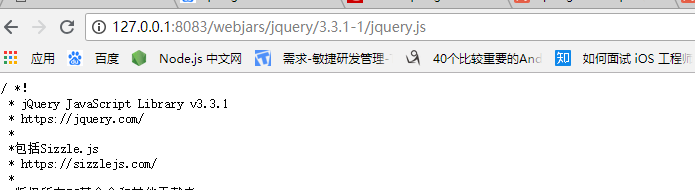 127.0.0.1:8083/webjars/jquery/3.3.1-1/jquery.js
应用 百度 Node.js 中文网 需求-敏捷研发管理- 40个比较重要的And 知 如何面试 iOS 工程师
/ *!
* jQuery JavaScript Library v3.3.1
* https://jquery.com/
*
*包括Sizzle.js
* https://sizzlejs.com/
*